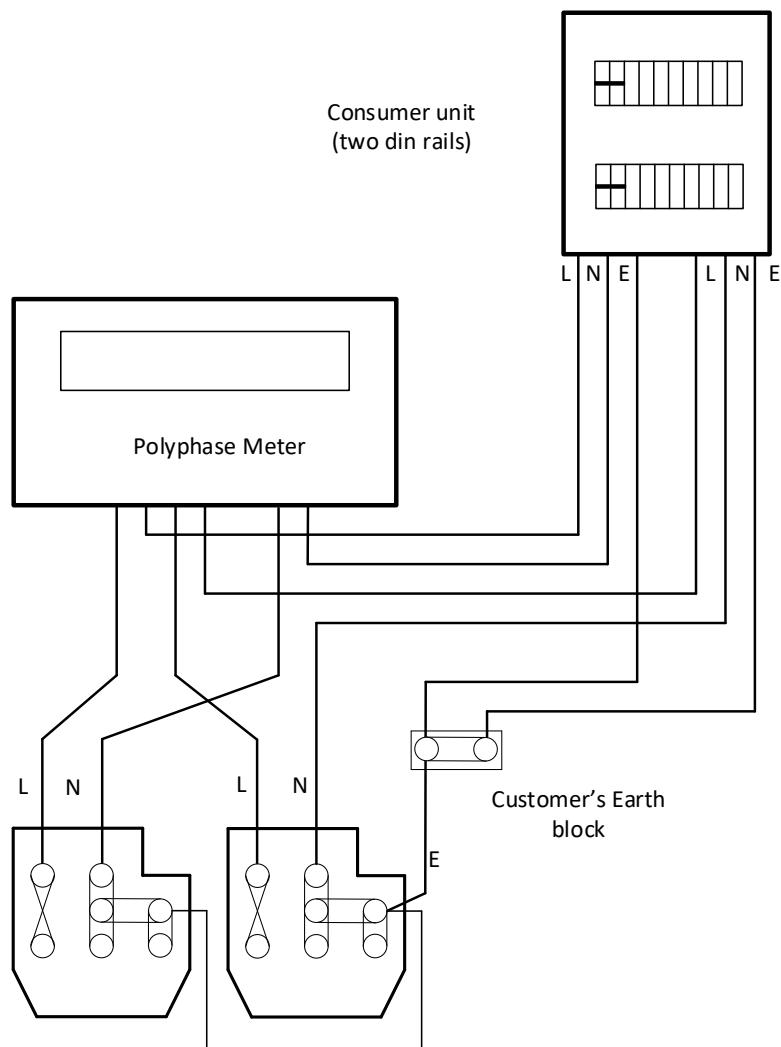 Consumer unit
(two din rails)
L N E L N E
Polyphase Meter
L N L N
Customer's Earth
block
E